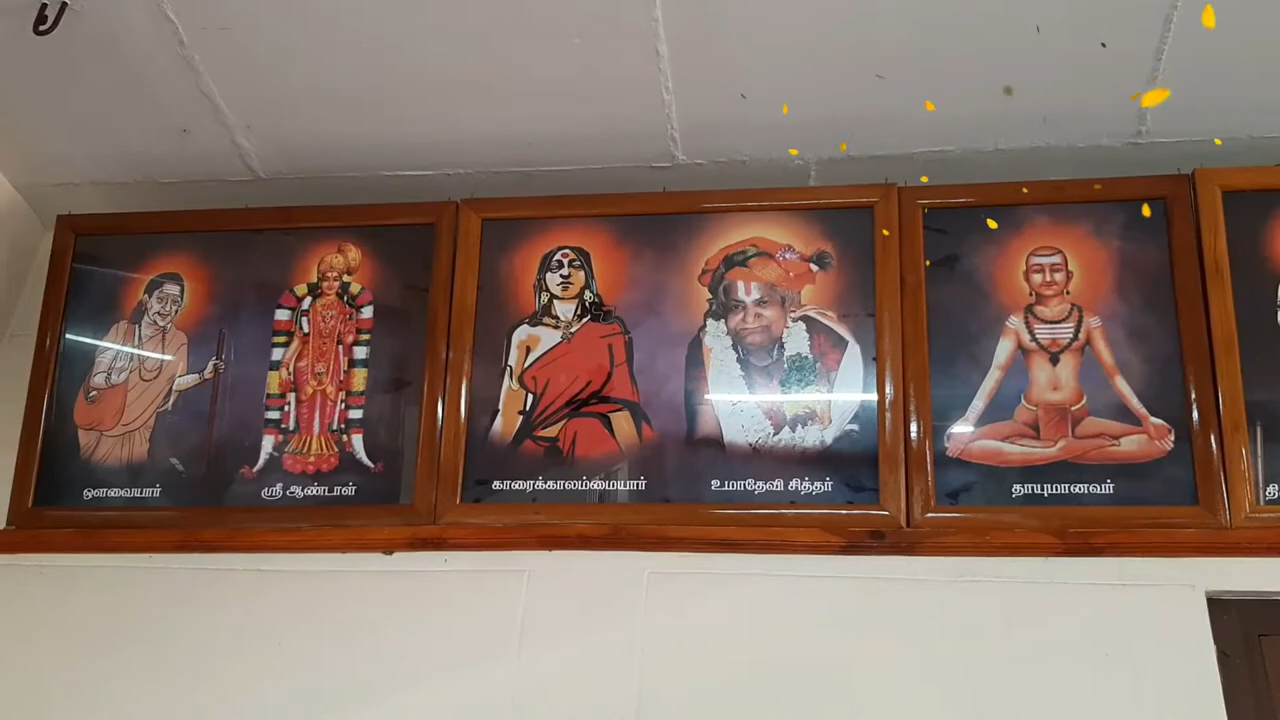 ஔவையார்
ஸ்ரீ ஆண்டாள்
காரைக்காலம்மையார்
உமாதேவி சித்தர்
தாயுமானவர்